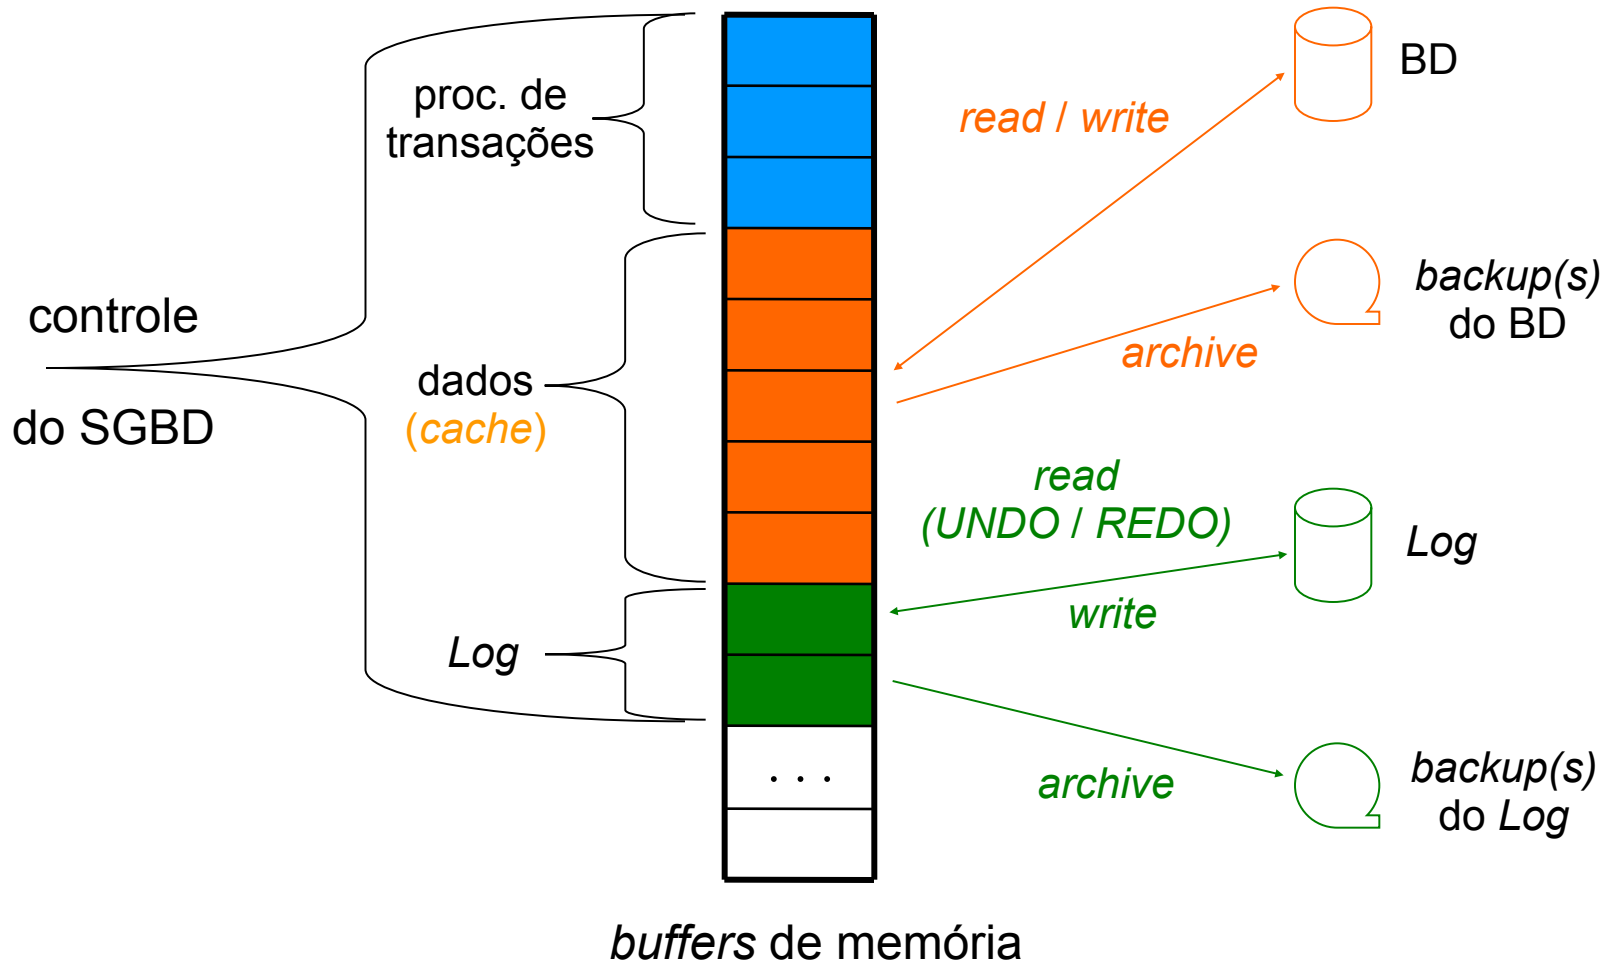 controle
do SGBD
proc. de
transações
dados
(cache)
Log
. . .
buffers de memória
read / write
archive
read
(UNDO / REDO)
write
archive
BD
backup(s)
do BD
Log
backup(s)
do Log